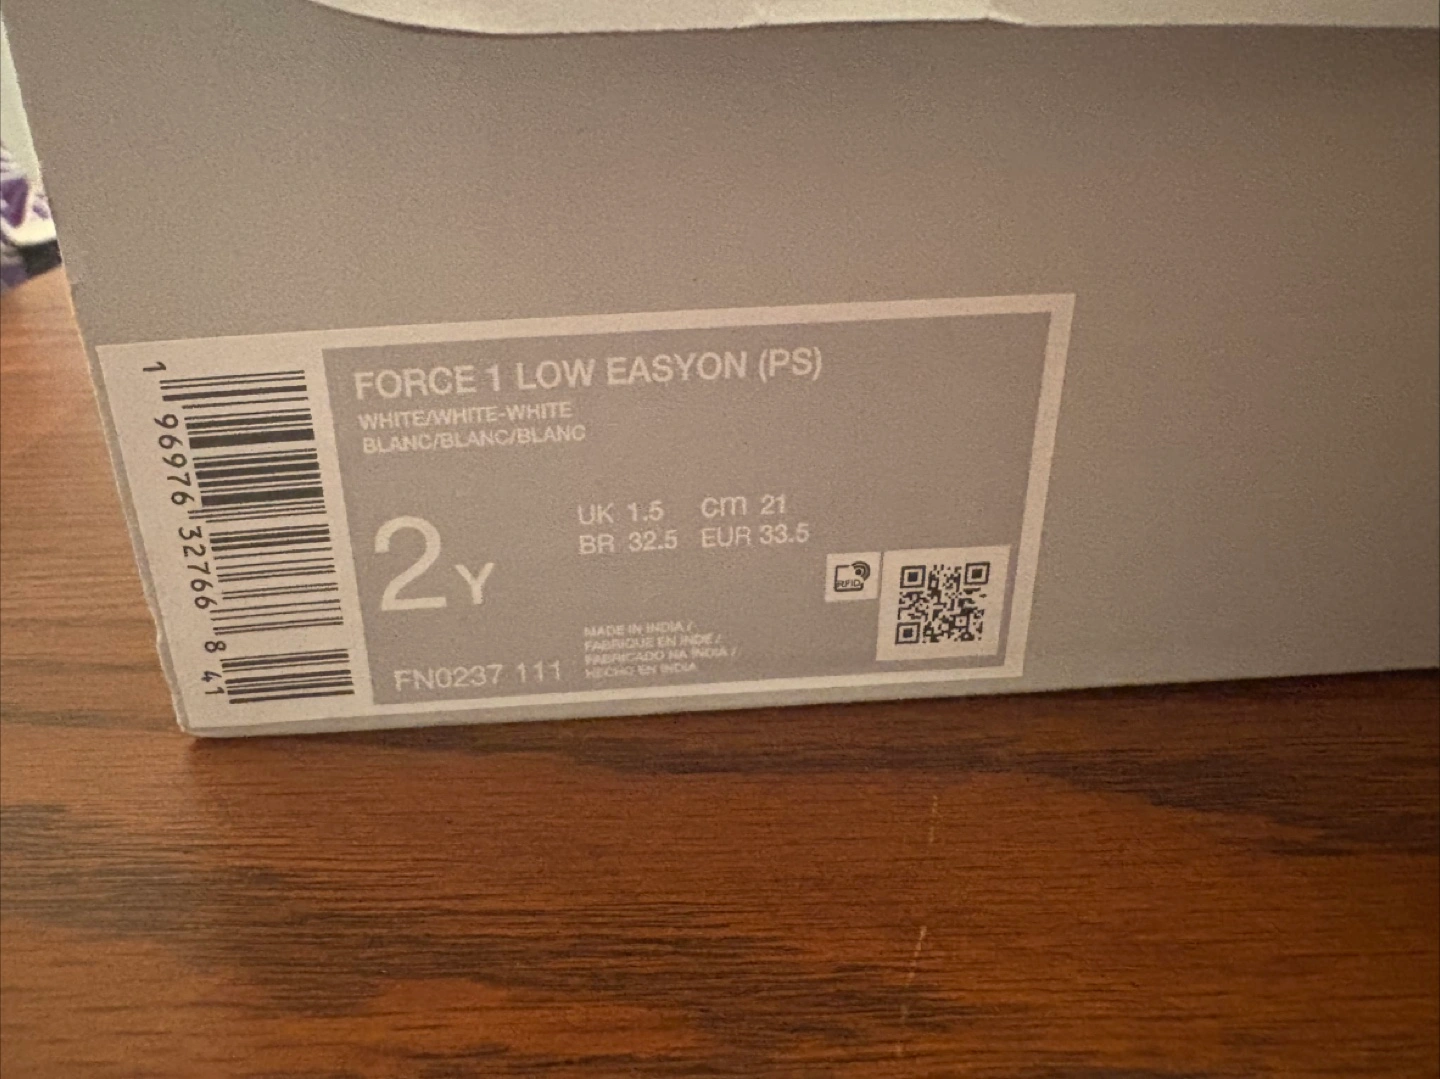 FORCE 1 LOW EASYON (PS)
WHITE/WHITE-WHITE
BLANC/BLANC/BLANC
2Y
UK 1.5 cm 21
BR 32.5 EUR 33.5
RFID
MADE IN INDIA /
FABRIQUE EN INDE /
FABRICADO NA INDIA /
HECHO EN INDIA
FN0237 111
1 96976 32766 8 41